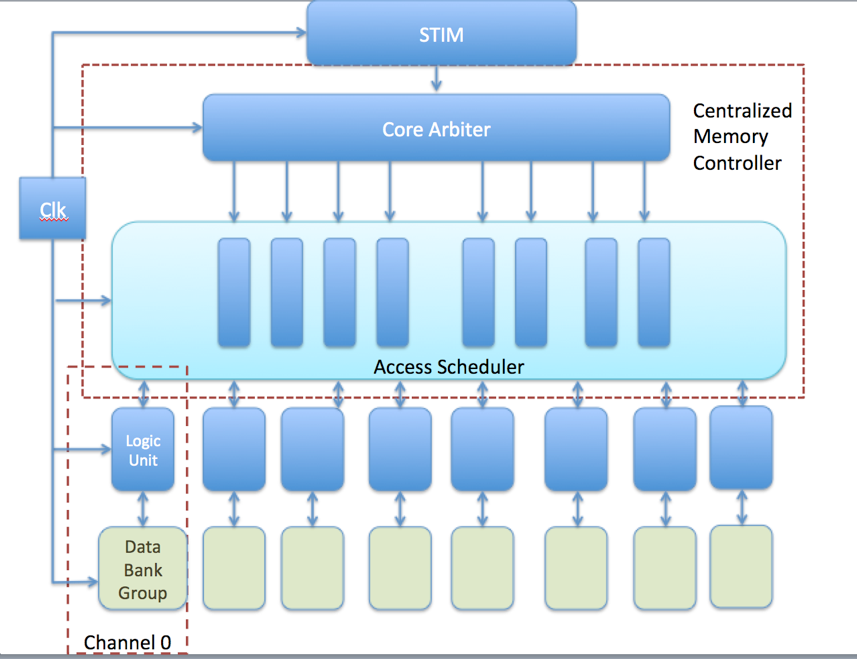 STIM
Core Arbiter
Centralized
Memory
Controller
Clk
Access Scheduler
Logic
Unit
Data
Bank
Group
Channel 0